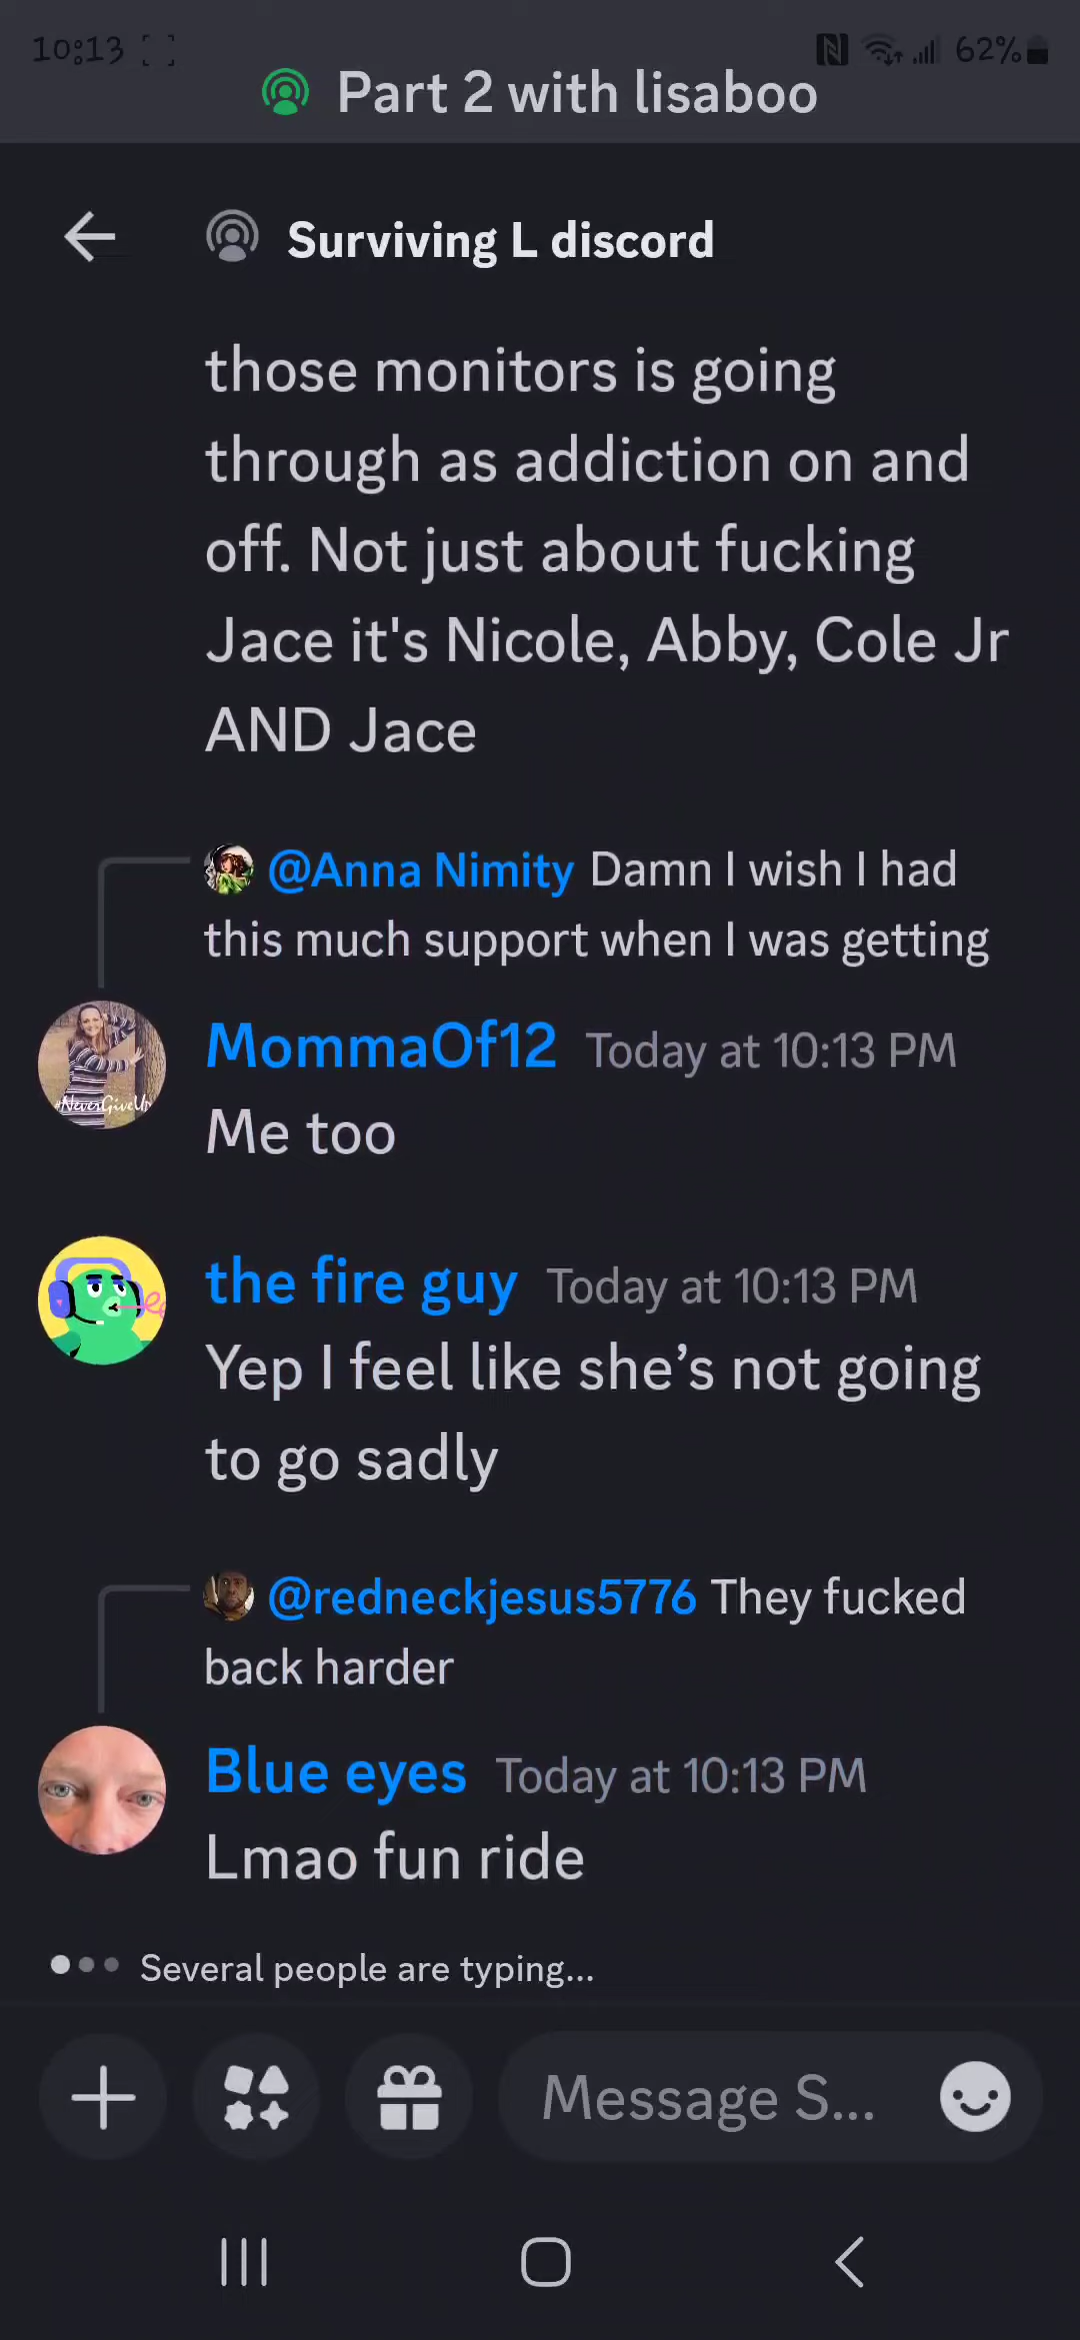 10:13
62%
Part 2 with lisaboo
Surviving L discord
those monitors is going
through as addiction on and
off. Not just about fucking
Jace it's Nicole, Abby, Cole Jr
AND Jace
@Anna Nimity Damn I wish I had
this much support when I was getting
MommaOf12 Today at 10:13 PM
#NeverGiveUp
Me too
the fire guy Today at 10:13 PM
Yep I feel like she’s not going
to go sadly
@redneckjesus5776 They fucked
back harder
Blue eyes Today at 10:13 PM
Lmao fun ride
Several people are typing...
Message S...